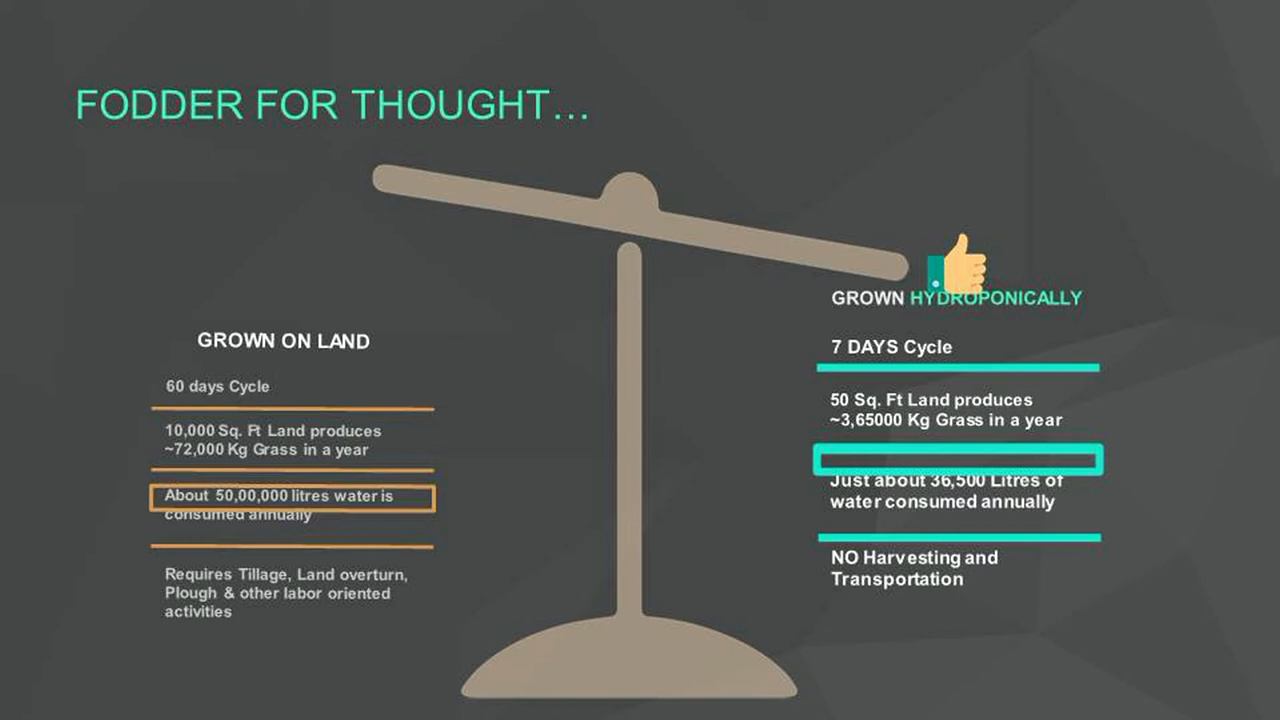 FODDER FOR THOUGHT...
GROWN ON LAND
60 days Cycle
10,000 Sq. Ft Land produces
~72,000 Kg Grass in a year
About 50,00,000 litres water is
consumed annually
Requires Tillage, Land overturn,
Plough & other labor oriented
activities
GROWN HYDROPONICALLY
7 DAYS Cycle
50 Sq. Ft Land produces
~3,65000 Kg Grass in a year
Just about 36,500 Litres of
water consumed annually
NO Harvesting and
Transportation